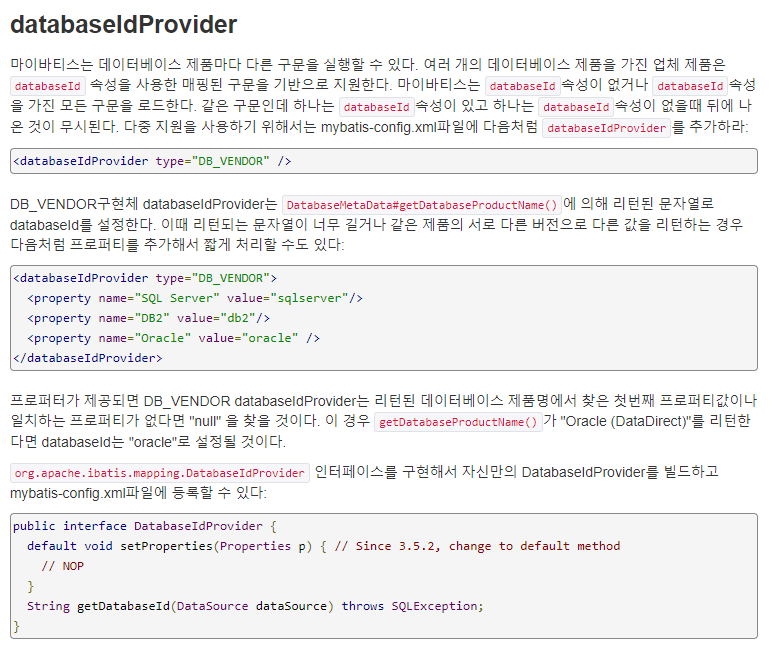 databaseIdProvider
마이바티스는 데이터베이스 제품마다 다른 구문을 실행할 수 있다. 여러 개의 데이터베이스 제품을 가진 업체 제품은
databaseId 속성을 사용한 매핑된 구문을 기반으로 지원한다. 마이바티스는 databaseId 속성이 없거나 databaseId 속성
을 가진 모든 구문을 로드한다. 같은 구문인데 하나는 databaseId 속성이 있고 하나는 databaseId 속성이 없을때 뒤에 나
온 것이 무시된다. 다중 지원을 사용하기 위해서는 mybatis-config.xml파일에 다음처럼 databaseIdProvider 를 추가하라:
<databaseIdProvider type="DB_VENDOR" />
DB_VENDOR구현체 databaseIdProvider는 DatabaseMetaData#getDatabaseProductName() 에 의해 리턴된 문자열로
databaseId를 설정한다. 이때 리턴되는 문자열이 너무 길거나 같은 제품의 서로 다른 버전으로 다른 값을 리턴하는 경우
다음처럼 프로퍼티를 추가해서 짧게 처리할 수도 있다:
<databaseIdProvider type="DB_VENDOR">
  <property name="SQL Server" value="sqlserver"/>
  <property name="DB2" value="db2"/>
  <property name="Oracle" value="oracle" />
</databaseIdProvider>
프로퍼터가 제공되면 DB_VENDOR databaseIdProvider는 리턴된 데이터베이스 제품명에서 찾은 첫번째 프로퍼티값이나
일치하는 프로퍼티가 없다면 "null" 을 찾을 것이다. 이 경우 getDatabaseProductName() 가 "Oracle (DataDirect)"를 리턴한
다면 databaseId는 "oracle"로 설정될 것이다.
org.apache.ibatis.mapping.DatabaseIdProvider 인터페이스를 구현해서 자신만의 DatabaseIdProvider를 빌드하고
mybatis-config.xml파일에 등록할 수 있다:
public interface DatabaseIdProvider {
  default void setProperties(Properties p) { // Since 3.5.2, change to default method
    // NOP
  }
  String getDatabaseId(DataSource dataSource) throws SQLException;
}